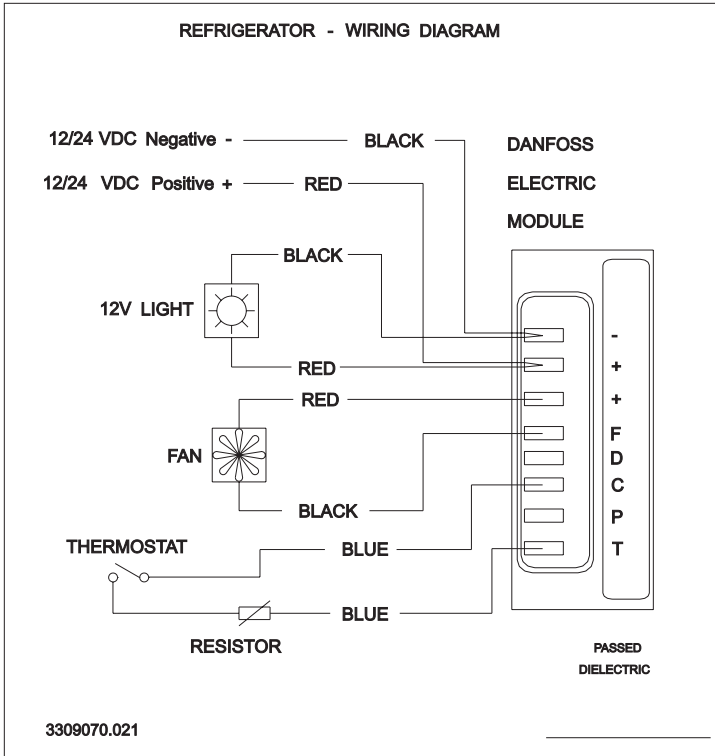 REFRIGERATOR - WIRING DIAGRAM
12/24 VDC Negative -
BLACK
DANFOSS
12/24 VDC Positive +
RED
ELECTRIC
MODULE
BLACK
12V LIGHT
-
RED
+
RED
+
FAN
F
D
BLACK
C
P
THERMOSTAT
BLUE
T
BLUE
RESISTOR
PASSED
DIELECTRIC
3309070.021